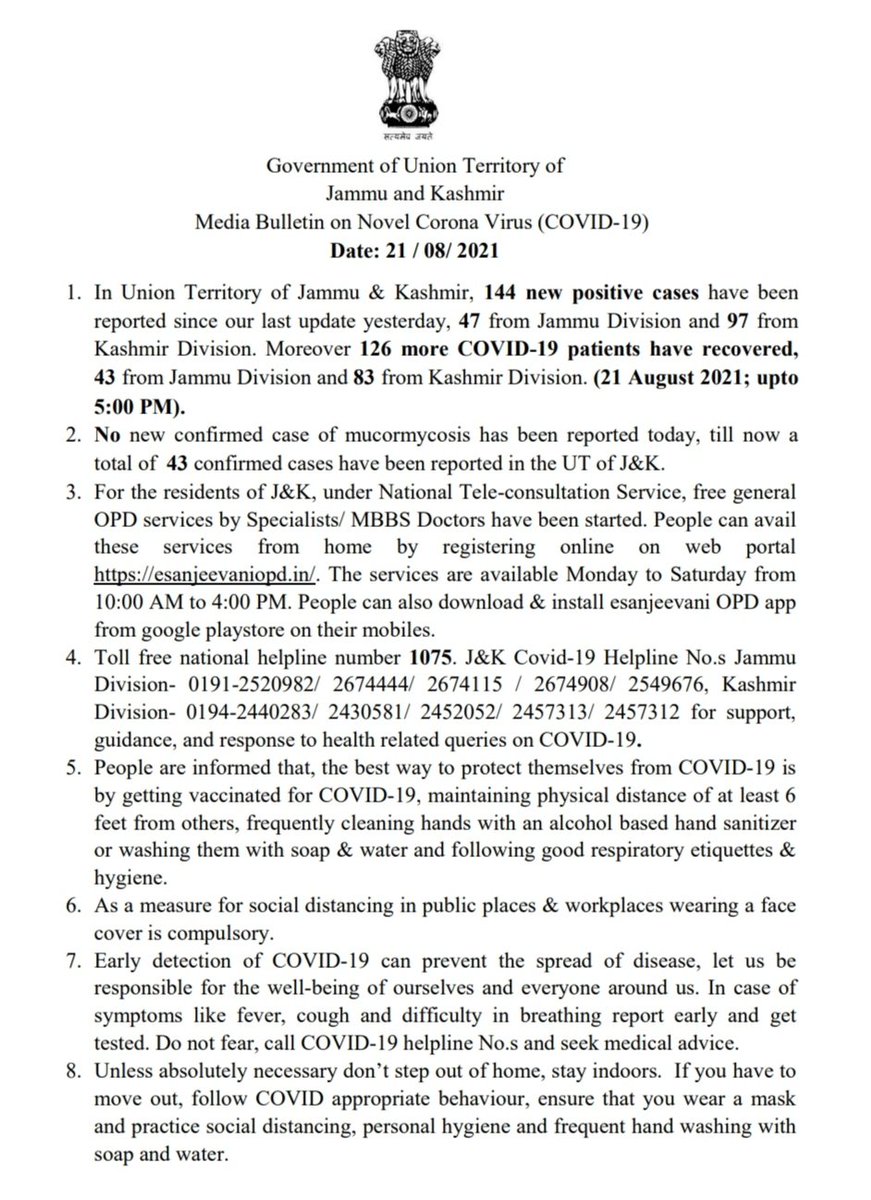 सत्यमेव जयते
Government of Union Territory of
Jammu and Kashmir
Media Bulletin on Novel Corona Virus (COVID-19)
Date: 21 / 08/ 2021
1. In Union Territory of Jammu & Kashmir, 144 new positive cases have been
reported since our last update yesterday, 47 from Jammu Division and 97 from
Kashmir Division. Moreover 126 more COVID-19 patients have recovered,
43 from Jammu Division and 83 from Kashmir Division. (21 August 2021; upto
5:00 PM).
2. No new confirmed case of mucormycosis has been reported today, till now a
total of 43 confirmed cases have been reported in the UT of J&K.
3. For the residents of J&K, under National Tele-consultation Service, free general
OPD services by Specialists/ MBBS Doctors have been started. People can avail
these services from home by registering online on web portal
https://esanjeevaniopd.in/. The services are available Monday to Saturday from
10:00 AM to 4:00 PM. People can also download & install esanjeevani OPD app
from google playstore on their mobiles.
4. Toll free national helpline number 1075. J&K Covid-19 Helpline No.s Jammu
Division- 0191-2520982/ 2674444/ 2674115 / 2674908/ 2549676, Kashmir
Division- 0194-2440283/ 2430581/ 2452052/ 2457313/ 2457312 for support,
guidance, and response to health related queries on COVID-19.
5. People are informed that, the best way to protect themselves from COVID-19 is
by getting vaccinated for COVID-19, maintaining physical distance of at least 6
feet from others, frequently cleaning hands with an alcohol based hand sanitizer
or washing them with soap & water and following good respiratory etiquettes &
hygiene.
6. As a measure for social distancing in public places & workplaces wearing a face
cover is compulsory.
7. Early detection of COVID-19 can prevent the spread of disease, let us be
responsible for the well-being of ourselves and everyone around us. In case of
symptoms like fever, cough and difficulty in breathing report early and get
tested. Do not fear, call COVID-19 helpline No.s and seek medical advice.
8. Unless absolutely necessary don’t step out of home, stay indoors. If you have to
move out, follow COVID appropriate behaviour, ensure that you wear a mask
and practice social distancing, personal hygiene and frequent hand washing with
soap and water.